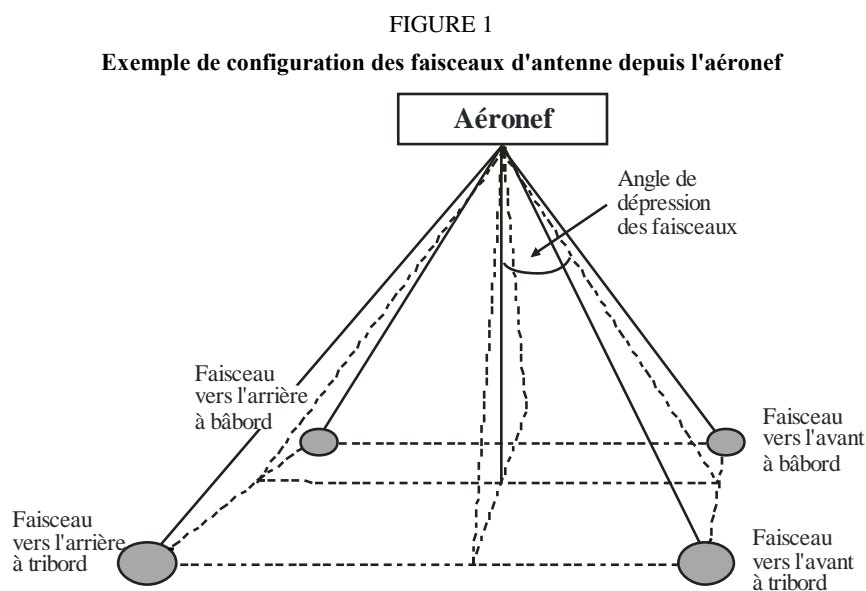 FIGURE 1
Exemple de configuration des faisceaux d'antenne depuis l'aéronef
Aéronef
Angle de
dépression
des faisceaux
Faisceau
vers l'arrière
à bâbord
Faisceau
vers l'avant
à bâbord
Faisceau
vers l'arrière
à tribord
Faisceau
vers l'avant
à tribord